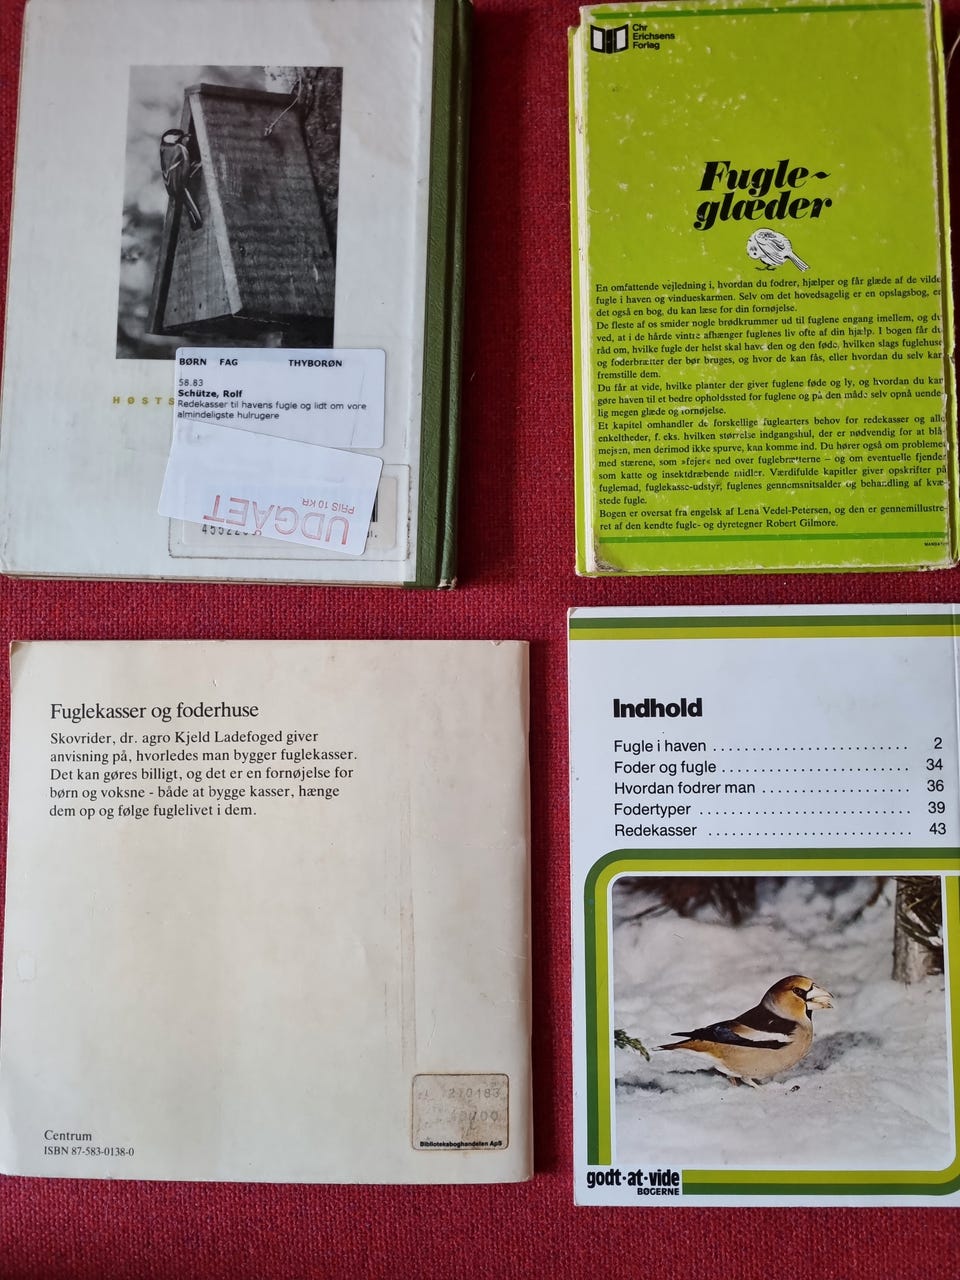 BØRN FAG THYBORØN
58.83
Schütze, Rolf
Redekasser til havens fugle og lidt om vore
almindeligste hulrugere
HØSTS
UDGÅET
PRIS 10 KR.
Chr
Erichsens
Forlag
Fugle-
glæder
En omfattende vejledning i, hvordan du fodrer, hjælper og får glæde af de vilde
fugle i haven og vindueskarmen. Selv om det hovedsagelig er en opslagsbog, er
det også en bog, du kan læse for din fornøjelse.
De fleste af os smider nogle brødkrummer ud til fuglene engang imellem, og
ved, at i de hårde vintre afhænger fuglenes liv ofte af din hjælp. I bogen får du
råd om, hvilke fugle der helst skal have den og den føde, hvilken slags fuglehuse
og foderbrætter der bør bruges, og hvor de kan fås, eller hvordan du selv kan
fremstille dem.
Du får at vide, hvilke planter der giver fuglene føde og ly, og hvordan du kan
gøre haven til et bedre opholdssted for fuglene og på den måde selv opnå uende-
lig megen glæde og fornøjelse.
Et kapitel omhandler de forskellige fuglearters behov for redekasser og alle
enkeltheder, f. eks. hvilken størrelse indgangshul, der er nødvendig for at blå-
mejsen, men derimod ikke spurve, kan komme ind. Du hører også om problemer
med stærene, som »fejer« ned over fuglebrætterne – og om eventuelle fjender
som katte og insektdræbende midler. Værdifulde kapitler giver opskrifter på
fuglemad, fuglekasse-udstyr, fuglenes gennemsnitsalder og behandling af kvæ-
stede fugle.
Bogen er oversat fra engelsk af Lena Vedel-Petersen, og den er gennemillustre-
ret af den kendte fugle- og dyretegner Robert Gilmore.
Fuglekasser og foderhuse
Skovrider, dr. agro Kjeld Ladefoged giver
anvisning på, hvorledes man bygger fuglekasser.
Det kan gøres billigt, og det er en fornøjelse for
børn og voksne - både at bygge kasser, hænge
dem op og følge fuglelivet i dem.
270183
Biblioteksboghandelen ApS
Centrum
ISBN 87-583-0138-0
Indhold
Fugle i haven . . . . . . . . . . . . . . . . . . . . . . . . . . 2
Foder og fugle . . . . . . . . . . . . . . . . . . . . . . . . . 34
Hvordan fodrer man . . . . . . . . . . . . . . . . . . . . 36
Fodertyper . . . . . . . . . . . . . . . . . . . . . . . . . . . . 39
Redekasser . . . . . . . . . . . . . . . . . . . . . . . . . . . 43
godt·at·vide
BØGERNE